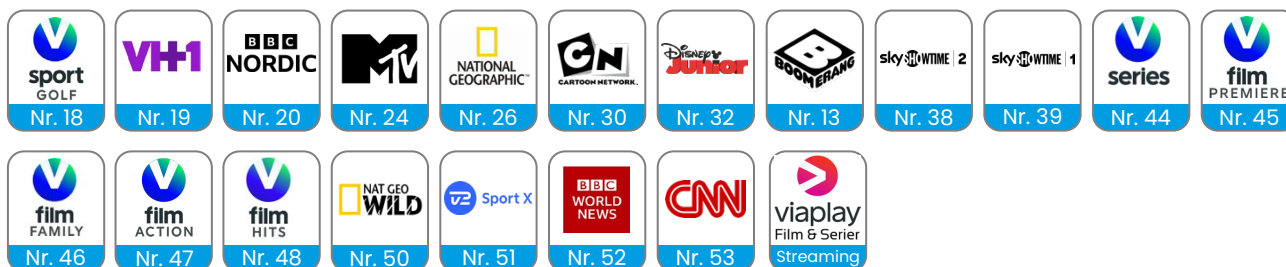 V
sport
GOLF
Nr. 18
VH1
Nr. 19
BBC
NORDIC
Nr. 20
MTV
Nr. 24
NATIONAL
GEOGRAPHIC™
Nr. 26
CN
CARTOON NETWORK.
Nr. 30
Disney
Junior
Nr. 32
B
BOOMERANG
Nr. 13
sky SHOWTIME | 2
Nr. 38
sky SHOWTIME | 1
Nr. 39
V
series
Nr. 44
V
film
PREMIERE
Nr. 45
V
film
FAMILY
Nr. 46
V
film
ACTION
Nr. 47
V
film
HITS
Nr. 48
NAT GEO
WILD
Nr. 50
V2 Sport X
Nr. 51
BBC
WORLD
NEWS
Nr. 52
CNN
Nr. 53
viaplay
Film & Serier
Streaming